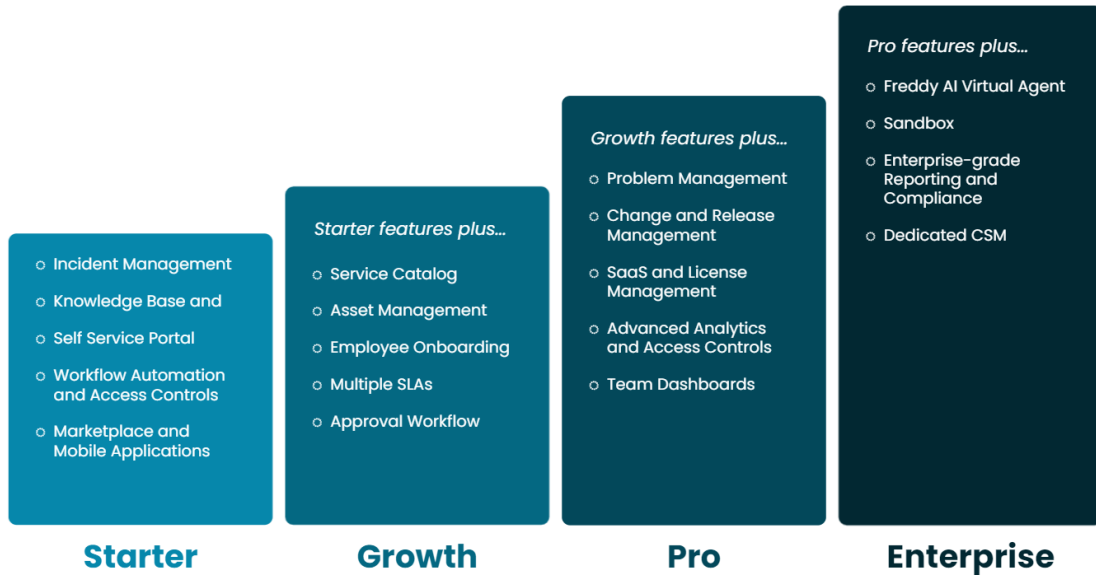 Incident Management
Knowledge Base and
Self Service Portal
Workflow Automation
and Access Controls
Marketplace and
Mobile Applications
Starter
Starter features plus...
Service Catalog
Asset Management
Employee Onboarding
Multiple SLAs
Approval Workflow
Growth
Growth features plus...
Problem Management
Change and Release
Management
SaaS and License
Management
Advanced Analytics
and Access Controls
Team Dashboards
Pro
Pro features plus...
Freddy AI Virtual Agent
Sandbox
Enterprise-grade
Reporting and
Compliance
Dedicated CSM
Enterprise